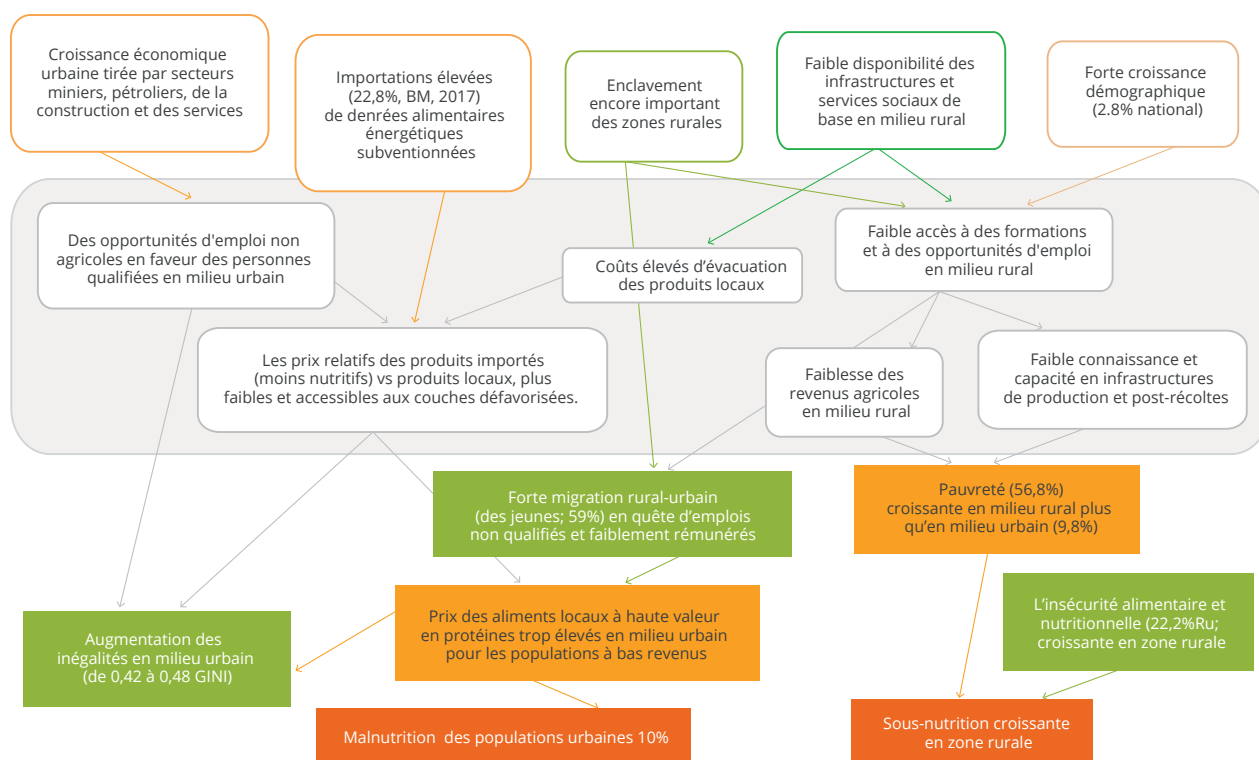 Croissance économique
urbaine tirée par secteurs
miniers, pétroliers, de la
construction et des services
Importations élevées
(22,8%, BM, 2017)
de denrées alimentaires
énergétiques
subventionnées
Enclavement
encore important
des zones rurales
Faible disponibilité des
infrastructures et
services sociaux de
base en milieu rural
Forte croissance
démographique
(2.8% national)
Des opportunités d'emploi non
agricoles en faveur des personnes
qualifiées en milieu urbain
Coûts élevés d’évacuation
des produits locaux
Faible accès à des formations
et à des opportunités d'emploi
en milieu rural
Les prix relatifs des produits importés
(moins nutritifs) vs produits locaux, plus
faibles et accessibles aux couches défavorisées.
Faiblesse des
revenus agricoles
en milieu rural
Faible connaissance et
capacité en infrastructures
de production et post-récoltes
Forte migration rural-urbain
(des jeunes; 59%) en quête d’emplois
non qualifiés et faiblement rémunérés
Pauvreté (56,8%)
croissante en milieu rural plus
qu’en milieu urbain (9,8%)
Augmentation des
inégalités en milieu urbain
(de 0,42 à 0,48 GINI)
Prix des aliments locaux à haute valeur
en protéines trop élevés en milieu urbain
pour les populations à bas revenus
L’insécurité alimentaire et
nutritionnelle (22,2%Ru;
croissante en zone rurale
Malnutrition des populations urbaines 10%
Sous-nutrition croissante
en zone rurale